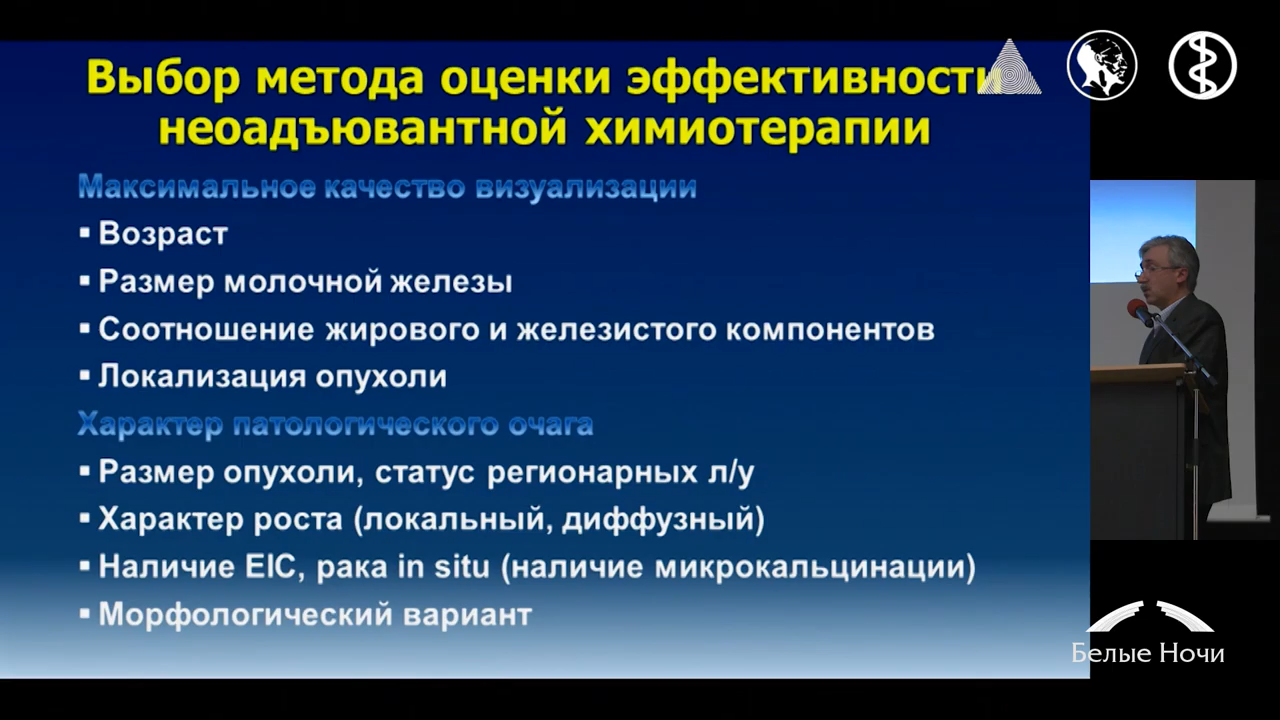 Выбор метода оценки эффективности
неоадъювантной химиотерапии
Максимальное качество визуализации
▪ Возраст
▪ Размер молочной железы
▪ Соотношение жирового и железистого компонентов
▪ Локализация опухоли
Характер патологического очага
▪ Размер опухоли, статус регионарных л/у
▪ Характер роста (локальный, диффузный)
▪ Наличие EIC, рака in situ (наличие микрокальцинации)
▪ Морфологический вариант
Белые Ночи